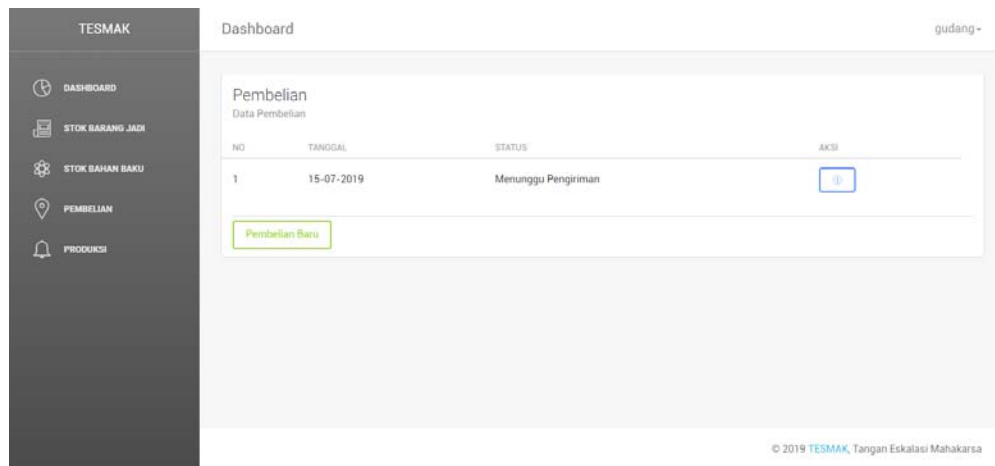 TESMAK
Dashboard
gudang
DASHBOARD
STOK BARANG JADI
STOK BAHAN BAKU
PEMBELIAN
PRODUKSI
Pembelian
Data Pembelian
NO TANGGAL STATUS AKSI
1 15-07-2019 Menunggu Pengiriman
Pembelian Baru
© 2019 TESMAK, Tangan Eskalasi Mahakarsa